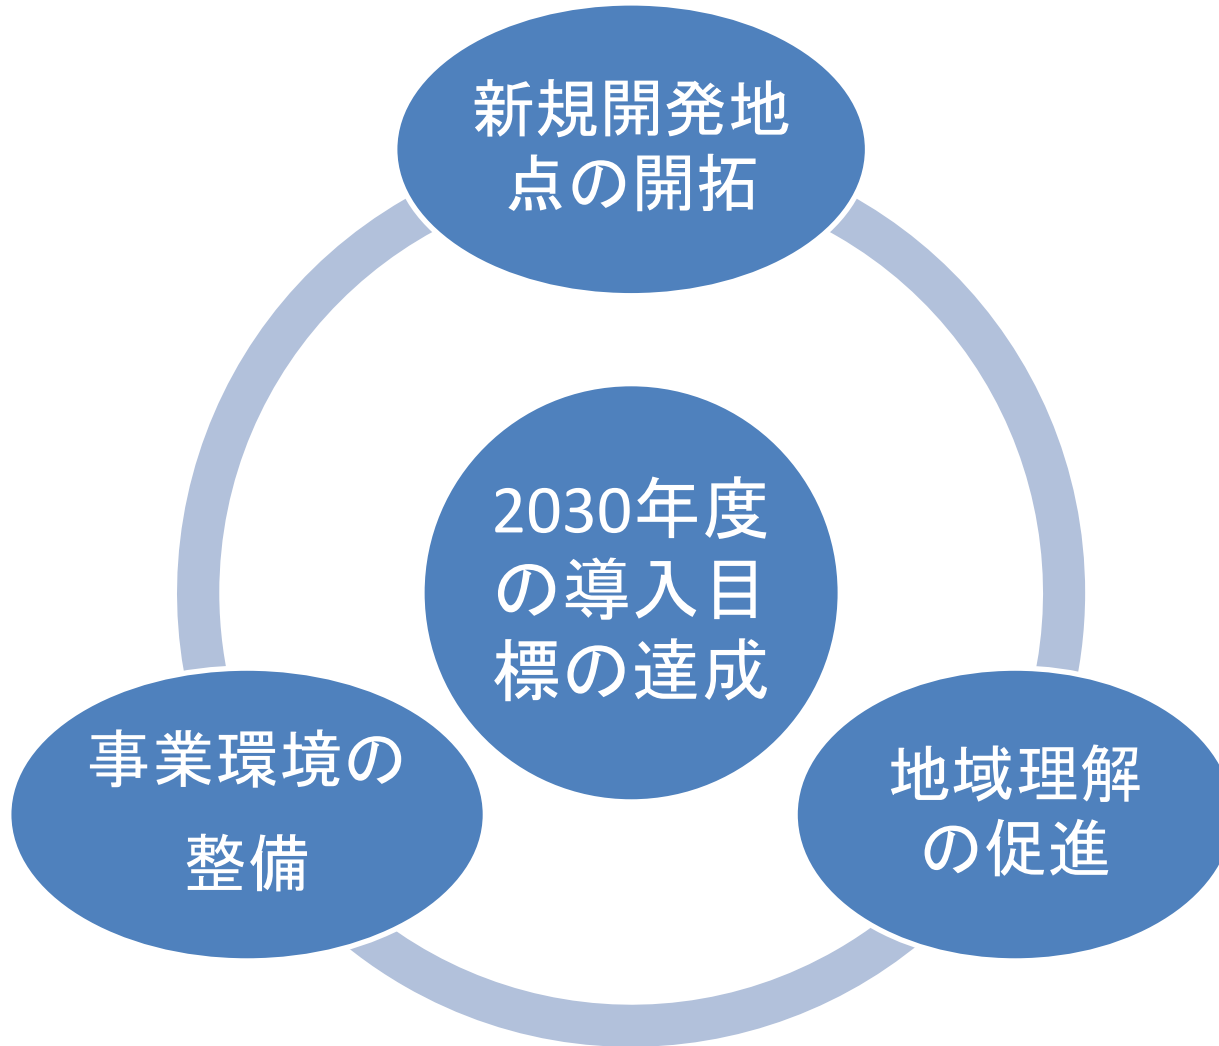 新規開発地
点の開拓
2030年度
の導入目
標の達成
事業環境の
整備
地域理解
の促進